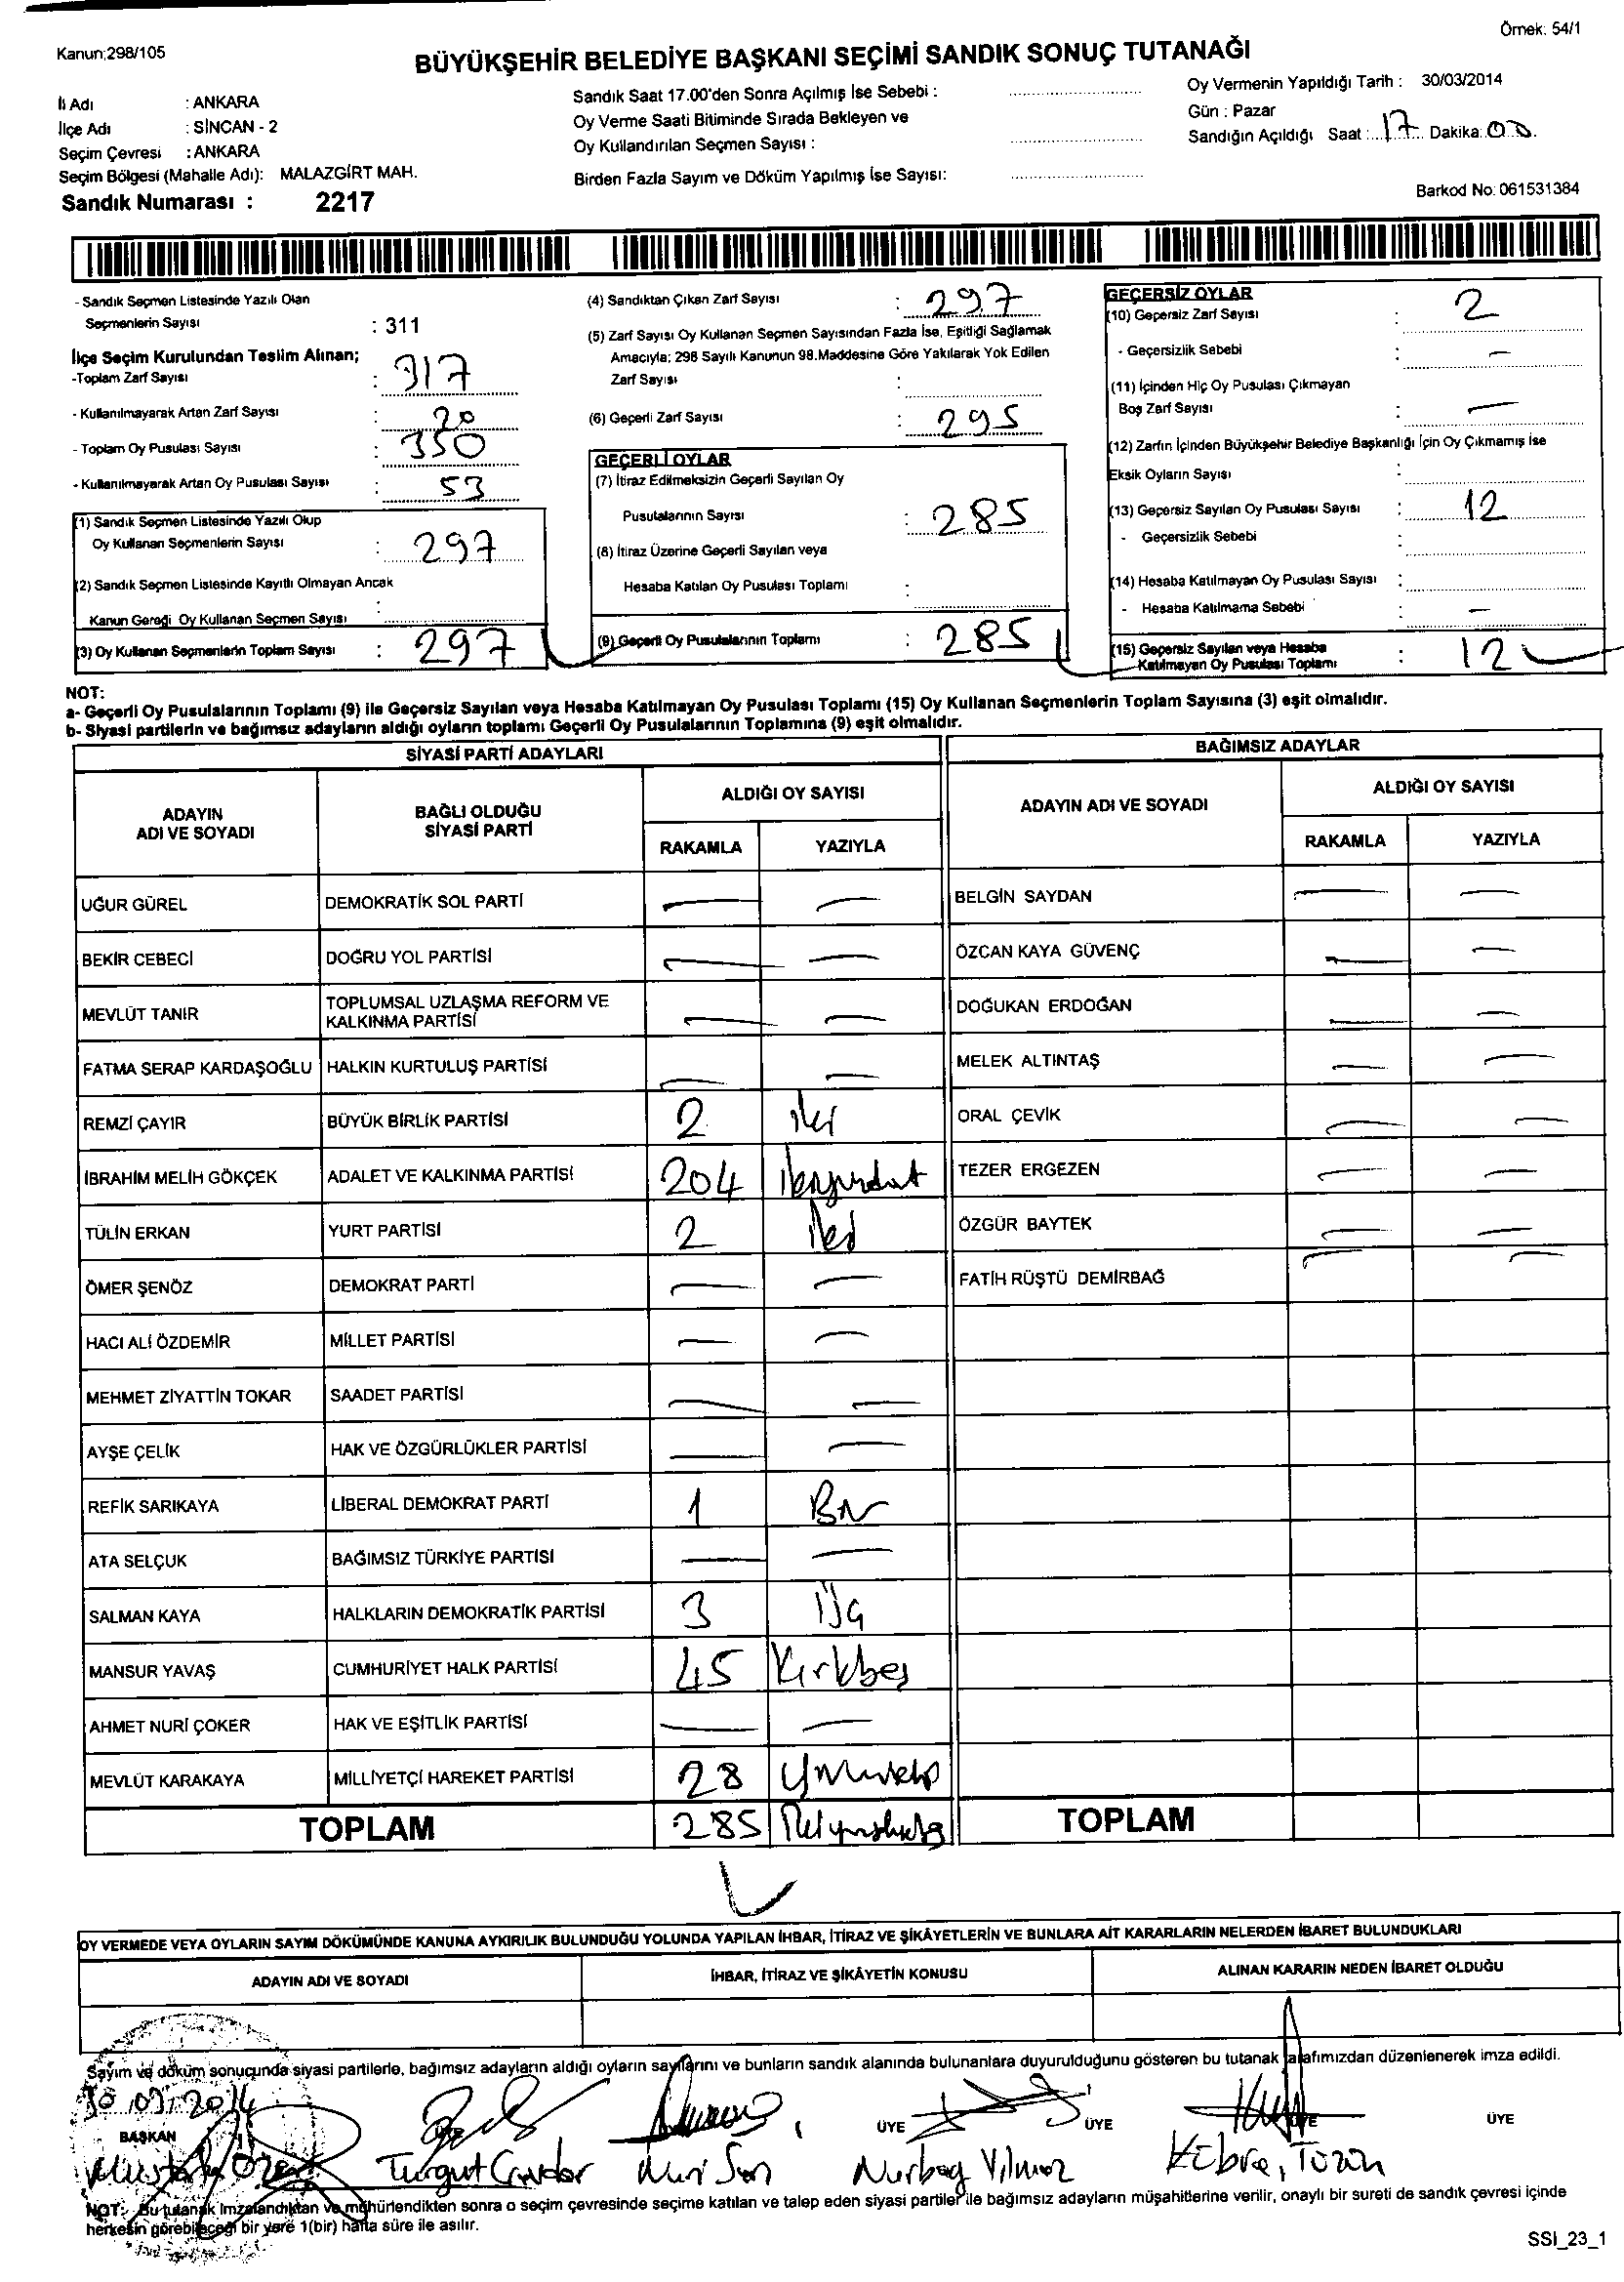 Örnek: 54/1
Kanun:298/105
BÜYÜKŞEHİR BELEDİYE BAŞKANI SEÇİMİ SANDIK SONUÇ TUTANAĞI
İli Adı : ANKARA
İlçe Adı : SİNCAN - 2
Seçim Çevresi : ANKARA
Seçim Bölgesi (Mahalle Adı): MALAZGİRT MAH.
Sandık Numarası : 2217
Sandık Saat 17.00'den Sonra Açılmış İse Sebebi :
Oy Verme Saati Bitiminde Sırada Bekleyen ve
Oy Kullandırılan Seçmen Sayısı :
Birden Fazla Sayım ve Döküm Yapılmış İse Sayısı:
Oy Vermenin Yapıldığı Tarih : 30/03/2014
Gün : Pazar
Sandığın Açıldığı Saat : 17 Dakika: 00
Barkod No: 061531384
- Sandık Seçmen Listesinde Yazılı Olan
Seçmenlerin Sayısı : 311
İlçe Seçim Kurulundan Teslim Alınan;
-Toplam Zarf Sayısı : 317
- Kullanılmayarak Artan Zarf Sayısı : 20
- Toplam Oy Pusulası Sayısı : 350
- Kullanılmayarak Artan Oy Pusulası Sayısı : 53
(1) Sandık Seçmen Listesinde Yazılı Olup
Oy Kullanan Seçmenlerin Sayısı : 297
(2) Sandık Seçmen Listesinde Kayıtlı Olmayan Ancak
Kanun Gereği Oy Kullanan Seçmen Sayısı :
(3) Oy Kullanan Seçmenlerin Toplam Sayısı : 297
(4) Sandıktan Çıkan Zarf Sayısı : 297
(5) Zarf Sayısı Oy Kullanan Seçmen Sayısından Fazla İse, Eşitliği Sağlamak
Amacıyla; 298 Sayılı Kanunun 98.Maddesine Göre Yakılarak Yok Edilen
Zarf Sayısı :
(6) Geçerli Zarf Sayısı : 295
GEÇERLİ OYLAR
(7) İtiraz Edilmeksizin Geçerli Sayılan Oy
Pusulalarının Sayısı : 285
(8) İtiraz Üzerine Geçerli Sayılan veya
Hesaba Katılan Oy Pusulası Toplamı :
(9) Geçerli Oy Pusulalarının Toplamı : 285
GEÇERSİZ OYLAR
(10) Geçersiz Zarf Sayısı : 2
- Geçersizlik Sebebi : —
(11) İçinden Hiç Oy Pusulası Çıkmayan
Boş Zarf Sayısı : —
(12) Zarfın İçinden Büyükşehir Belediye Başkanlığı İçin Oy Çıkmamış İse
Eksik Oyların Sayısı :
(13) Geçersiz Sayılan Oy Pusulası Sayısı : 12
- Geçersizlik Sebebi :
(14) Hesaba Katılmayan Oy Pusulası Sayısı :
- Hesaba Katılmama Sebebi : —
(15) Geçersiz Sayılan veya Hesaba
Katılmayan Oy Pusulası Toplamı : 12
NOT:
a- Geçerli Oy Pusulalarının Toplamı (9) ile Geçersiz Sayılan veya Hesaba Katılmayan Oy Pusulası Toplamı (15) Oy Kullanan Seçmenlerin Toplam Sayısına (3) eşit olmalıdır.
b- Siyasi partilerin ve bağımsız adayların aldığı oyların toplamı Geçerli Oy Pusulalarının Toplamına (9) eşit olmalıdır.
SİYASİ PARTİ ADAYLARI
ADAYIN ADI VE SOYADI BAĞLI OLDUĞU SİYASİ PARTİ ALDIĞI OY SAYISI
RAKAMLA YAZIYLA
UĞUR GÜREL DEMOKRATİK SOL PARTİ — —
BEKİR CEBECİ DOĞRU YOL PARTİSİ — —
MEVLÜT TANIR TOPLUMSAL UZLAŞMA REFORM VE KALKINMA PARTİSİ — —
FATMA SERAP KARDAŞOĞLU HALKIN KURTULUŞ PARTİSİ — —
REMZİ ÇAYIR BÜYÜK BİRLİK PARTİSİ 2 iki
İBRAHİM MELİH GÖKÇEK ADALET VE KALKINMA PARTİSİ 204
TÜLİN ERKAN YURT PARTİSİ 2
ÖMER ŞENÖZ DEMOKRAT PARTİ — —
HACI ALİ ÖZDEMİR MİLLET PARTİSİ — —
MEHMET ZİYATTİN TOKAR SAADET PARTİSİ — —
AYŞE ÇELİK HAK VE ÖZGÜRLÜKLER PARTİSİ — —
REFİK SARIKAYA LİBERAL DEMOKRAT PARTİ 1 Bir
ATA SELÇUK BAĞIMSIZ TÜRKİYE PARTİSİ — —
SALMAN KAYA HALKLARIN DEMOKRATİK PARTİSİ 3 Üç
MANSUR YAVAŞ CUMHURİYET HALK PARTİSİ 45 Kırkbeş
AHMET NURİ ÇOKER HAK VE EŞİTLİK PARTİSİ — —
MEVLÜT KARAKAYA MİLLİYETÇİ HAREKET PARTİSİ 28
TOPLAM 285
BAĞIMSIZ ADAYLAR
ADAYIN ADI VE SOYADI ALDIĞI OY SAYISI
RAKAMLA YAZIYLA
BELGİN SAYDAN — —
ÖZCAN KAYA GÜVENÇ — —
DOĞUKAN ERDOĞAN — —
MELEK ALTINTAŞ — —
ORAL ÇEVİK — —
TEZER ERGEZEN — —
ÖZGÜR BAYTEK — —
FATİH RÜŞTÜ DEMİRBAĞ — —
TOPLAM
OY VERMEDE VEYA OYLARIN SAYIM DÖKÜMÜNDE KANUNA AYKIRILIK BULUNDUĞU YOLUNDA YAPILAN İHBAR, İTİRAZ VE ŞİKÂYETLERİN VE BUNLARA AİT KARARLARIN NELERDEN İBARET BULUNDUKLARI
ADAYIN ADI VE SOYADI İHBAR, İTİRAZ VE ŞİKÂYETİN KONUSU ALINAN KARARIN NEDEN İBARET OLDUĞU
Sayım ve döküm sonucunda siyasi partilerle, bağımsız adayların aldığı oyların sayılarını ve bunların sandık alanında bulunanlara duyurulduğunu gösteren bu tutanak tarafımızdan düzenlenerek imza edildi.
30.03.2014
BAŞKAN ÜYE ÜYE ÜYE ÜYE
Mustafa Turgut Nuri Nurbay Yılmaz Kübra
NOT: Bu tutanak imzalandıktan ve mühürlendikten sonra o seçim çevresinde seçime katılan ve talep eden siyasi partiler ile bağımsız adayların müşahitlerine verilir, onaylı bir sureti de sandık çevresi içinde
herkesin görebileceği bir yere 1(bir) hafta süre ile asılır.
SSİ_23_1